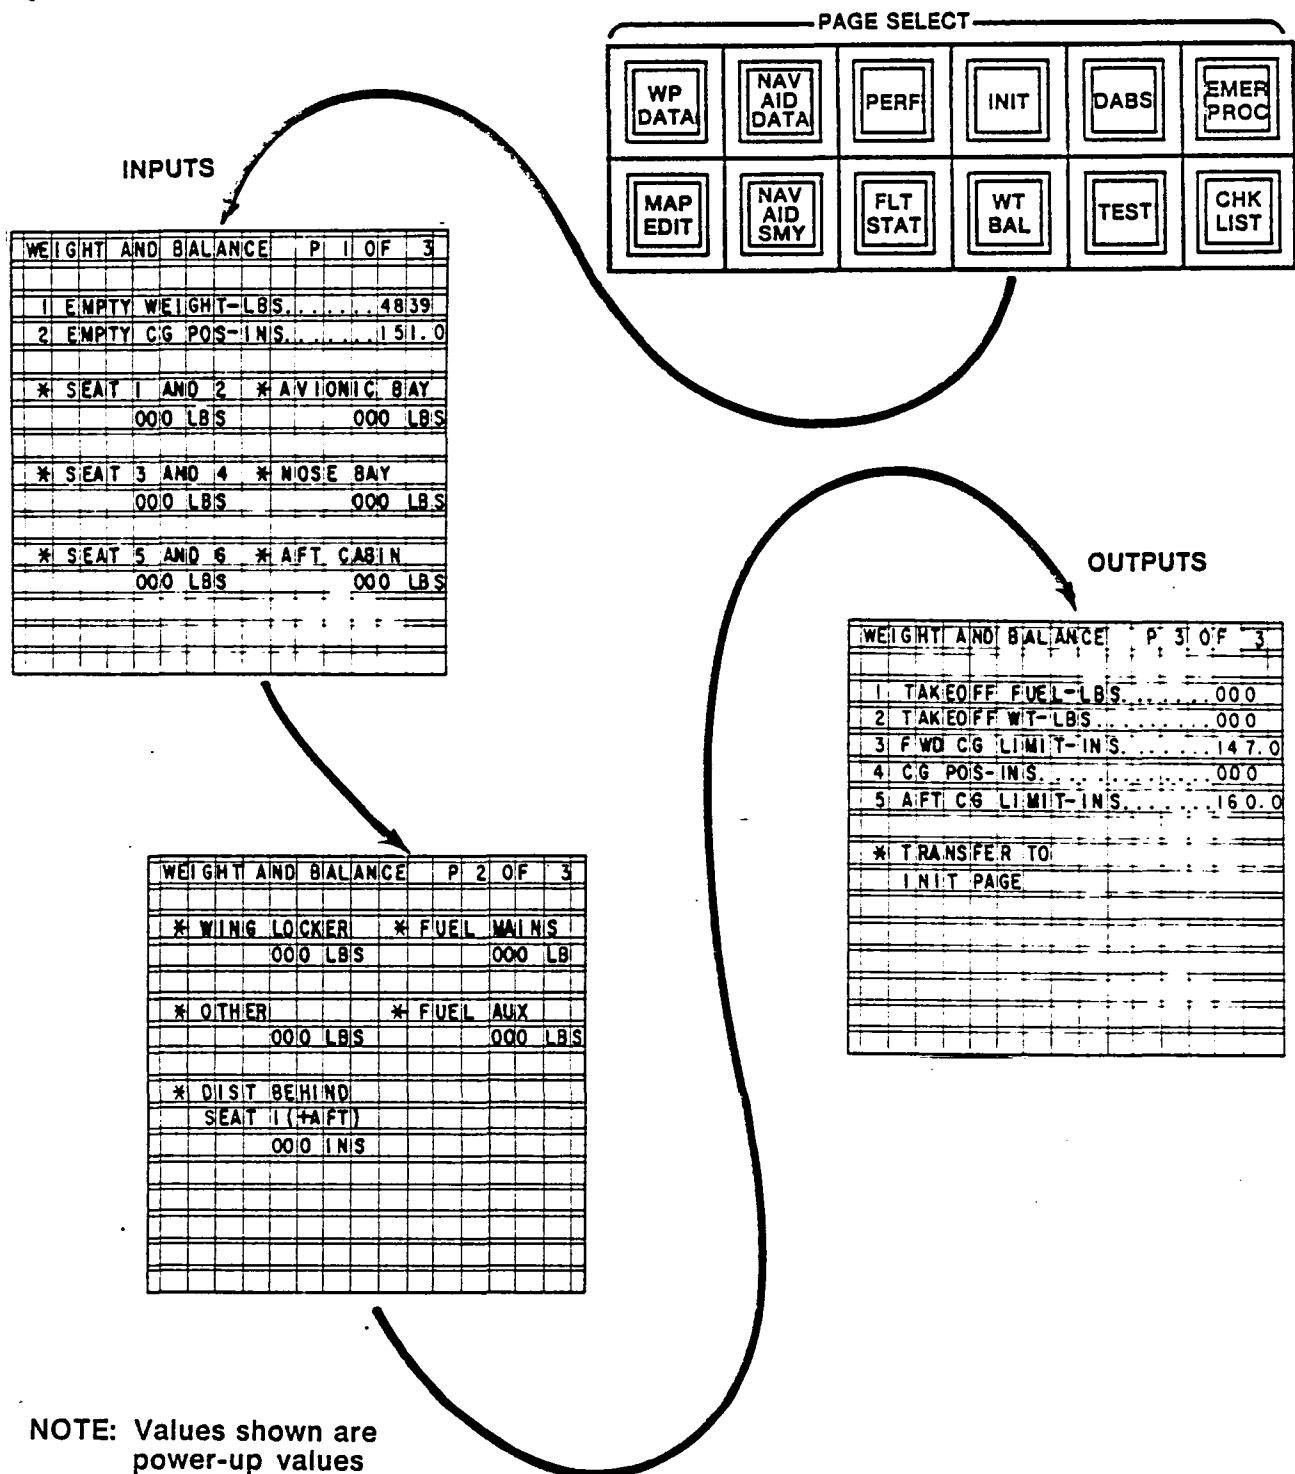 PAGE SELECT
WP DATA
NAV AID DATA
PERF
INIT
DABS
EMER PROC
MAP EDIT
NAV AID SMY
FLT STAT
WT BAL
TEST
CHK LIST
INPUTS
WEIGHT AND BALANCE P 1 OF 3
1 EMPTY WEIGHT-LBS.......4839
2 EMPTY CG POS-INS.......151.0
* SEAT 1 AND 2 * AVIONIC BAY
000 LBS 000 LBS
* SEAT 3 AND 4 * NOSE BAY
000 LBS 000 LBS
* SEAT 5 AND 6 * AFT CABIN
000 LBS 000 LBS
WEIGHT AND BALANCE P 2 OF 3
* WING LOCKER * FUEL MAINS
000 LBS 000 LB
* OTHER * FUEL AUX
000 LBS 000 LBS
* DIST BEHIND
SEAT 1 (+AFT)
000 INS
OUTPUTS
WEIGHT AND BALANCE P 3 OF 3
1 TAKEOFF FUEL-LBS.......000
2 TAKEOFF WT-LBS.........000
3 FWD CG LIMIT-INS.......147.0
4 CG POS-INS.............000
5 AFT CG LIMIT-INS.......160.0
* TRANSFER TO
INIT PAGE
NOTE: Values shown are
power-up values